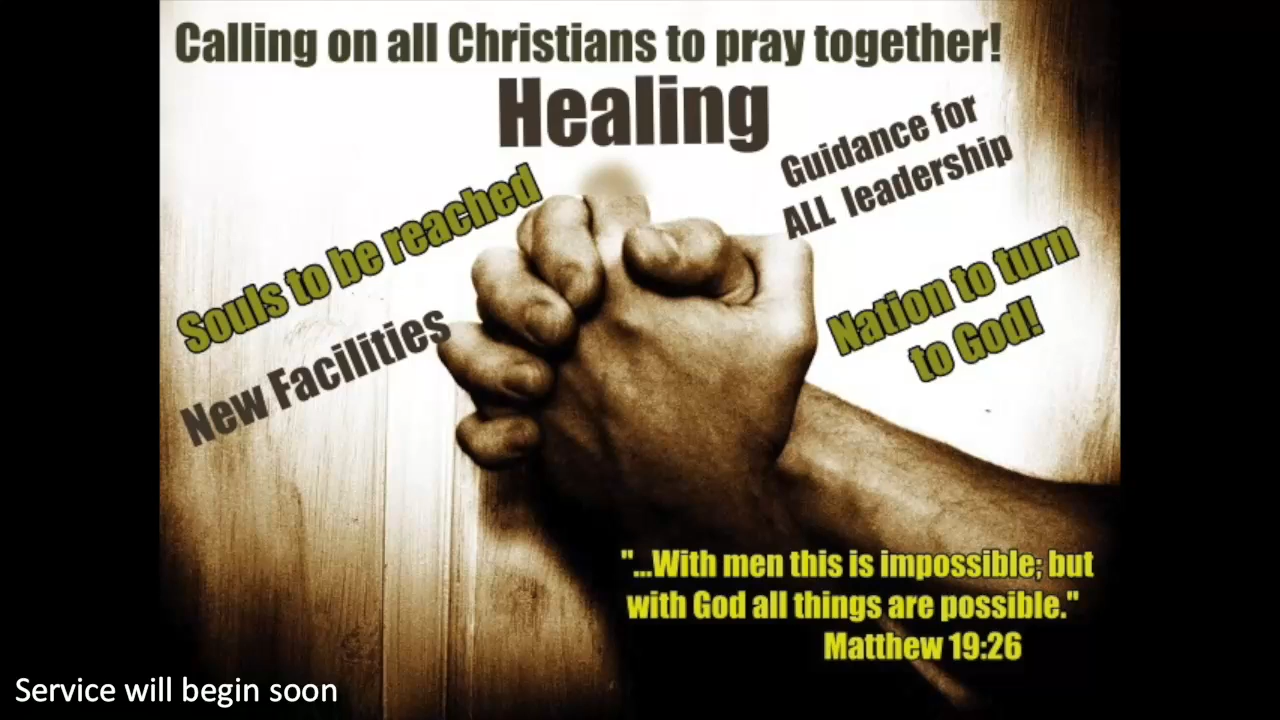 Calling on all Christians to pray together!
Healing
Guidance for
ALL leadership
Souls to be reached
New Facilities
Nation to turn
to God!
"...With men this is impossible; but
with God all things are possible."
Matthew 19:26
Service will begin soon